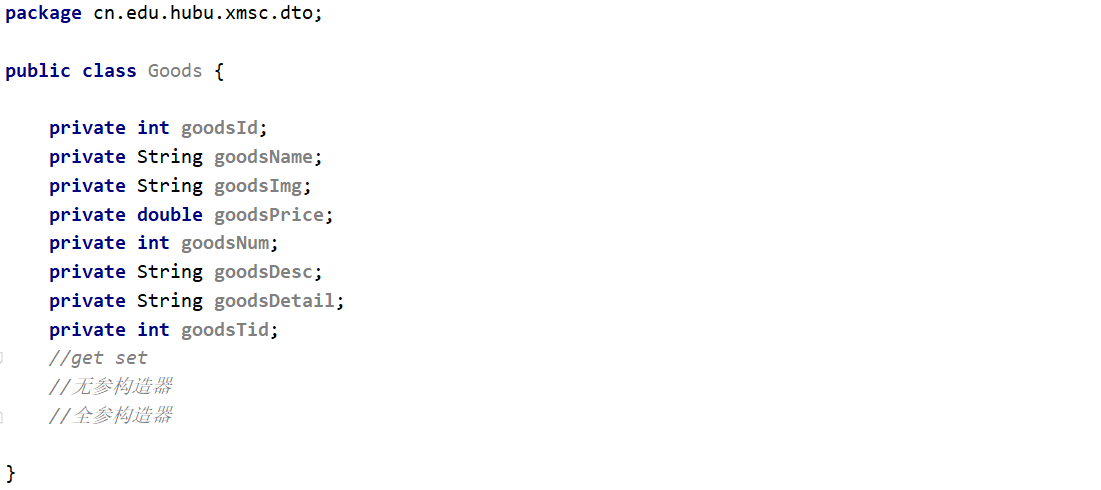 package cn.edu.hubu.xmsc.dto;
public class Goods {
private int goodsId;
private String goodsName;
private String goodsImg;
private double goodsPrice;
private int goodsNum;
private String goodsDesc;
private String goodsDetail;
private int goodsTid;
//get set
//无参构造器
//全参构造器
}